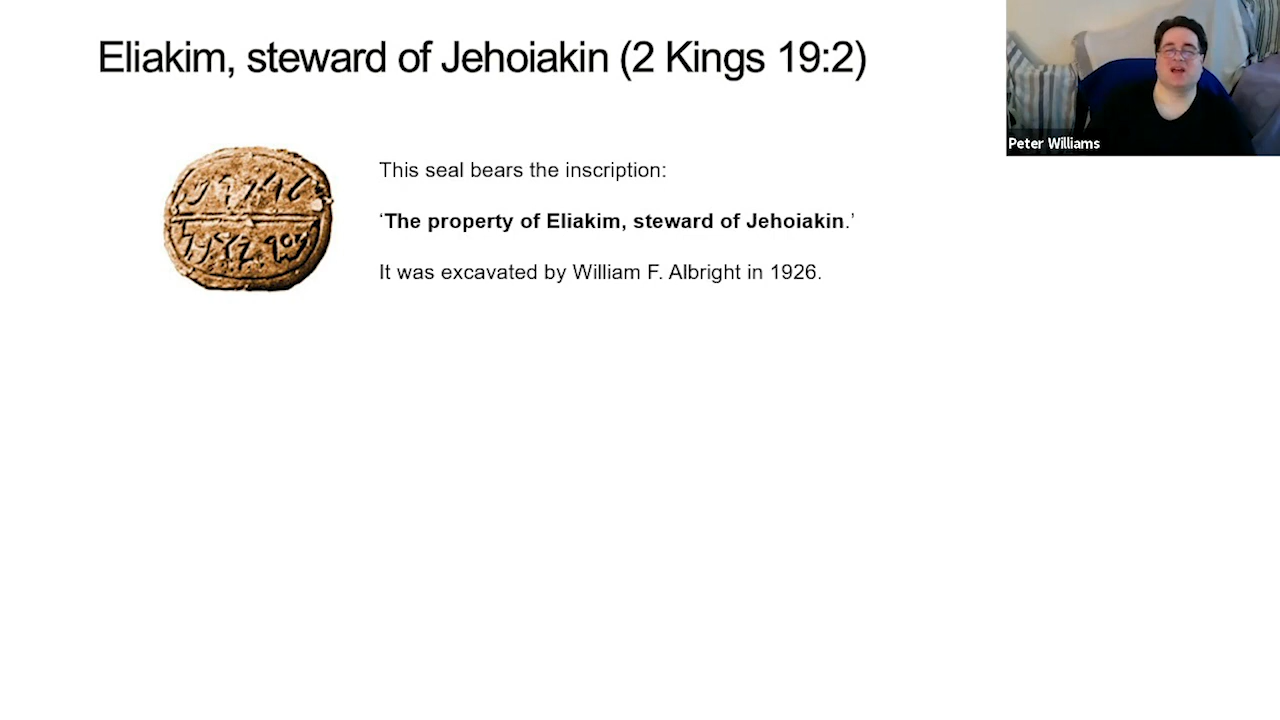 Eliakim, steward of Jehoiakin (2 Kings 19:2)
Peter Williams
This seal bears the inscription:
‘The property of Eliakim, steward of Jehoiakin.’
It was excavated by William F. Albright in 1926.